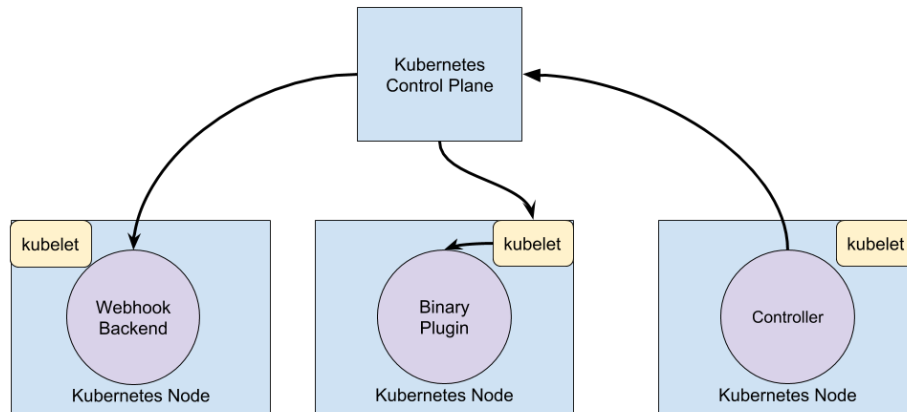 Kubernetes
Control Plane
kubelet
kubelet
kubelet
Webhook
Backend
Binary
Plugin
Controller
Kubernetes Node
Kubernetes Node
Kubernetes Node